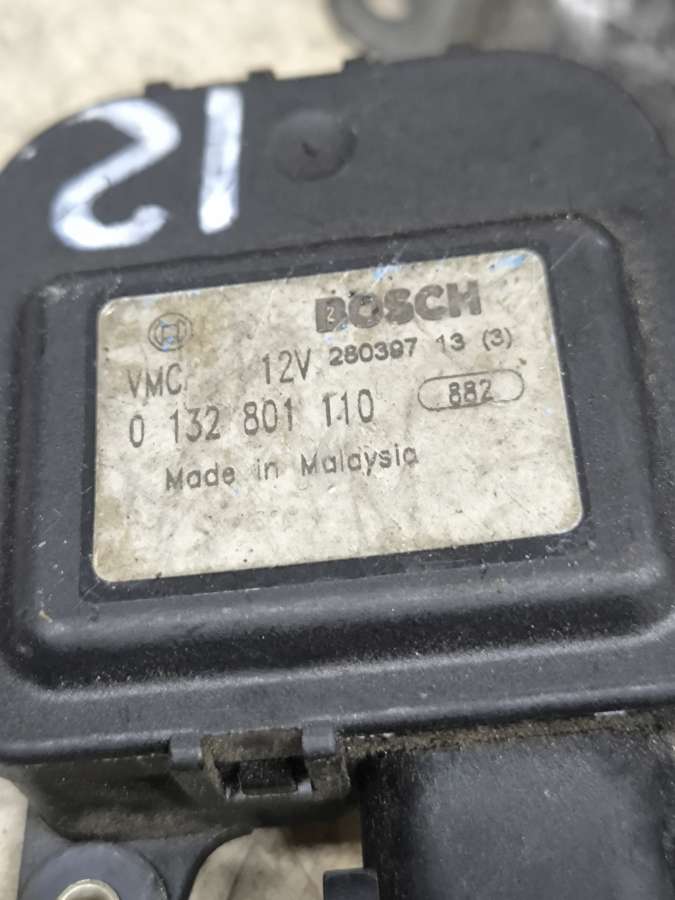 12
BOSCH
VMC 12V 280397 13 (3)
0 132 801 110 882
Made in Malaysia